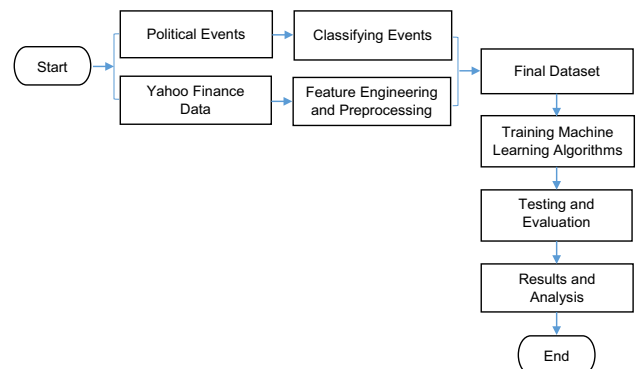 Start
Political Events
Classifying Events
Yahoo Finance
Data
Feature Engineering
and Preprocessing
Final Dataset
Training Machine
Learning Algorithms
Testing and
Evaluation
Results and
Analysis
End